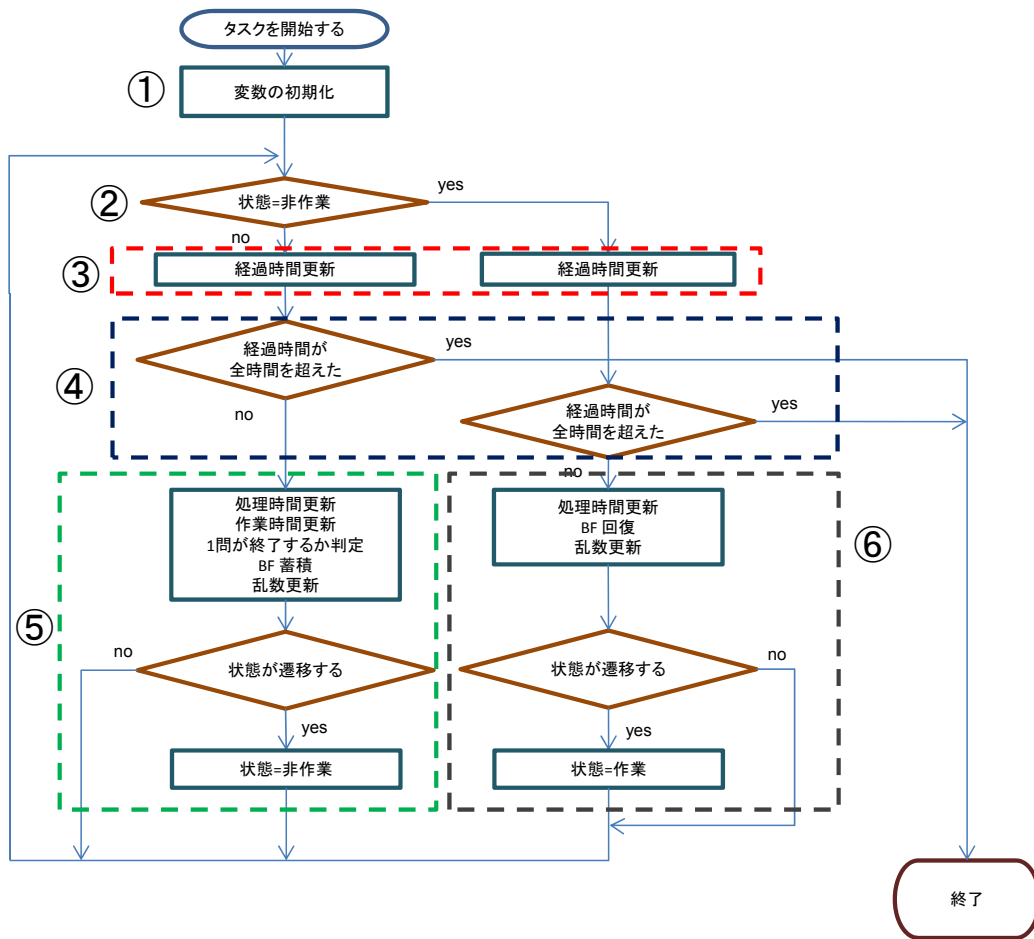 タスクを開始する
①
変数の初期化
②
状態=非作業
yes
no
③
経過時間更新
経過時間更新
④
経過時間が
全時間を超えた
yes
no
経過時間が
全時間を超えた
yes
no
⑤
処理時間更新
作業時間更新
1問が終了するか判定
BF 蓄積
乱数更新
状態が遷移する
no
yes
状態=非作業
⑥
処理時間更新
BF 回復
乱数更新
状態が遷移する
no
yes
状態=作業
終了